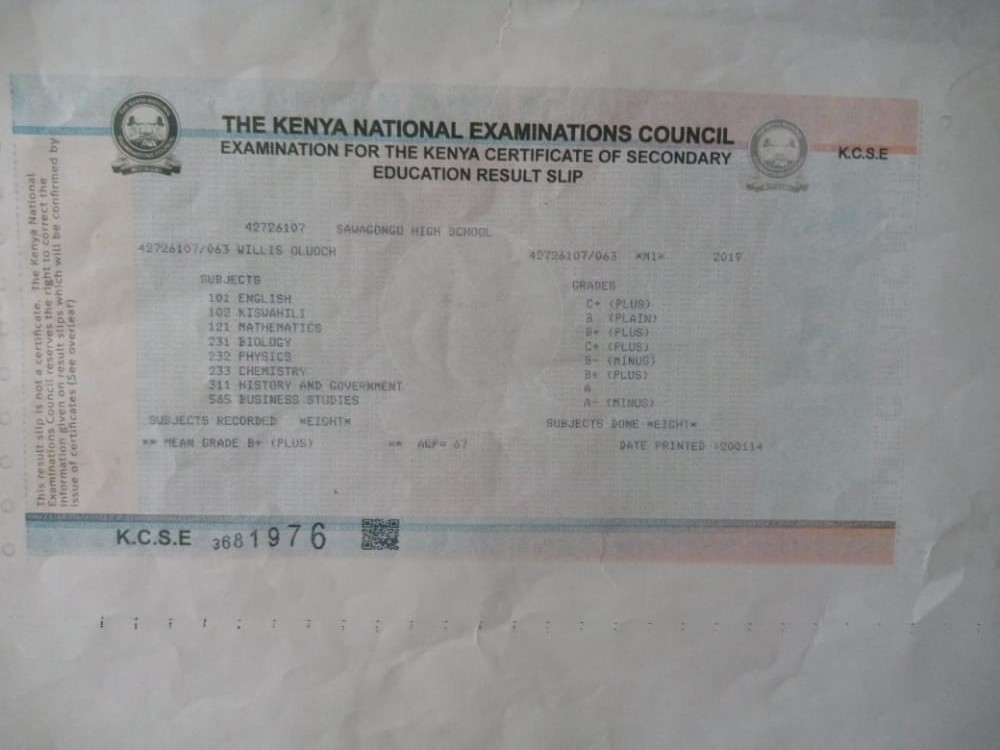 THE KENYA NATIONAL EXAMINATIONS COUNCIL
EXAMINATION FOR THE KENYA CERTIFICATE OF SECONDARY
EDUCATION RESULT SLIP
K.C.S.E
42726107 SAWAGONGO HIGH SCHOOL
42726107/063 WILLIS OLUOCH 42726107/063 *M1* 2019
SUBJECTS GRADES
101 ENGLISH C+ (PLUS)
102 KISWAHILI B (PLAIN)
121 MATHEMATICS B+ (PLUS)
231 BIOLOGY C+ (PLUS)
232 PHYSICS B- (MINUS)
233 CHEMISTRY B+ (PLUS)
311 HISTORY AND GOVERNMENT A
565 BUSINESS STUDIES A- (MINUS)
SUBJECTS RECORDED *EIGHT* SUBJECTS DONE *EIGHT*
** MEAN GRADE B+ (PLUS) ** AGP= 67 DATE PRINTED :200114
K.C.S.E 3681976
This result slip is not a certificate. The Kenya National
Examinations Council reserves the right to correct the
information given on result slips which will be confirmed by
issue of certificates (See overleaf)